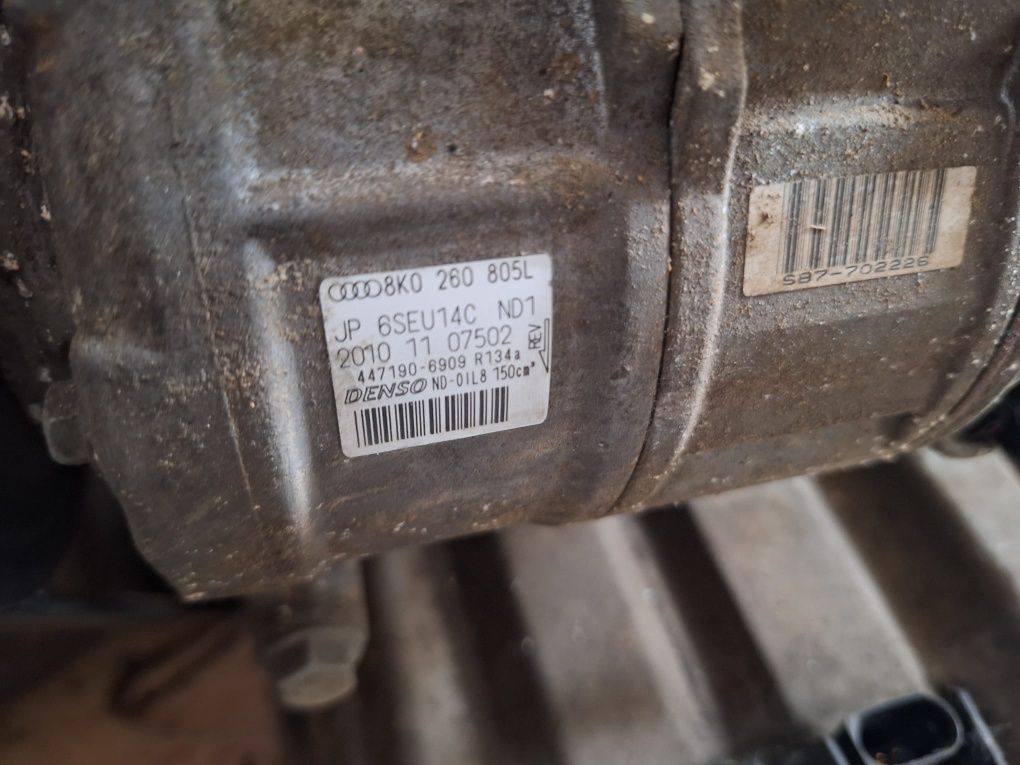 8K0 260 805L
JP 6SEU14C ND1
2010 11 07502
REV
447190-6909 R134a
DENSO ND-OIL8 150cm³
SB7-702226